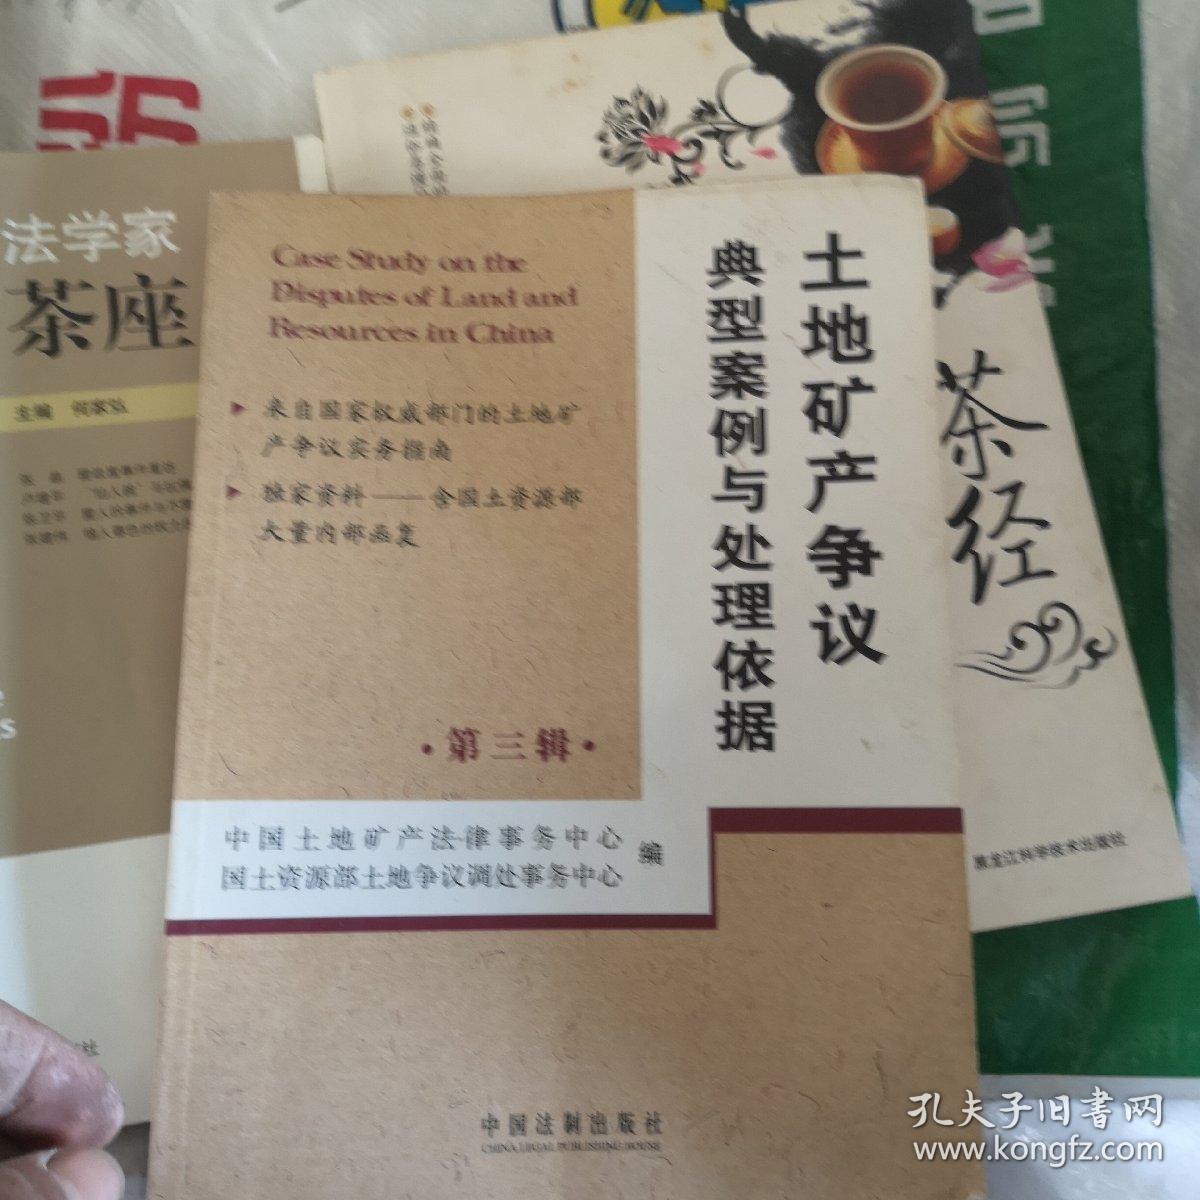 法学家
茶座
主编 何家弘
Case Study on the
Disputes of Land and
Resources in China
来自国家权威部门的土地矿
产争议实务指南
独家资料——含国土资源部
大量内部函复
·第三辑·
土地矿产争议
典型案例与处理依据
中国土地矿产法律事务中心
国土资源部土地争议调处事务中心
编
中国法制出版社
CHINA LEGAL PUBLISHING HOUSE
茶经
黑龙江科学技术出版社
孔夫子旧书网
www.kongfz.com